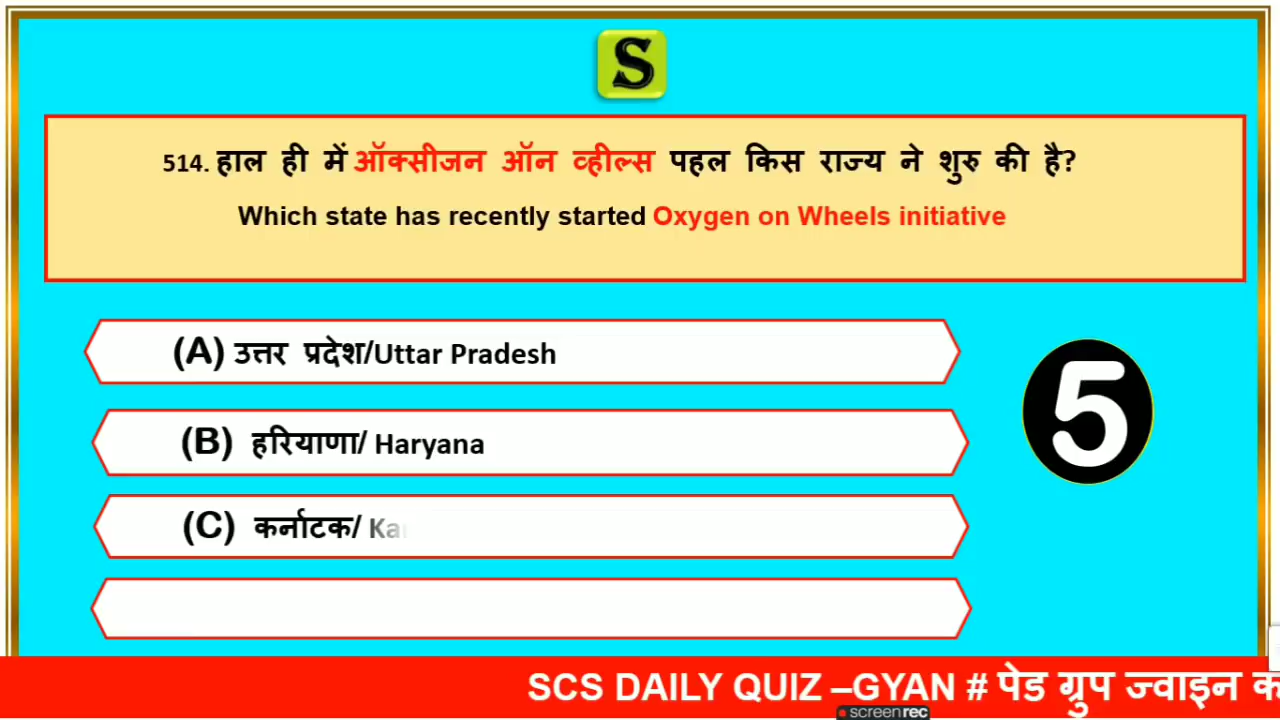 S
514. हाल ही में ऑक्सीजन ऑन व्हील्स पहल किस राज्य ने शुरु की है?
Which state has recently started Oxygen on Wheels initiative
(A) उत्तर प्रदेश/Uttar Pradesh
(B) हरियाणा/ Haryana
5
(C) कर्नाटक/ Ka
SCS DAILY QUIZ –GYAN # पेड ग्रुप ज्वाइन क
screenrec